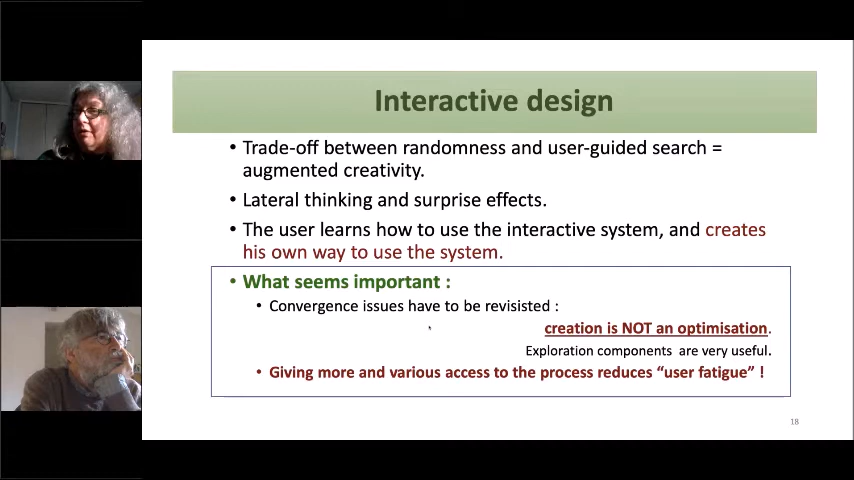 Interactive design
• Trade-off between randomness and user-guided search =
augmented creativity.
• Lateral thinking and surprise effects.
• The user learns how to use the interactive system, and creates
his own way to use the system.
• What seems important :
• Convergence issues have to be revisisted :
creation is NOT an optimisation.
Exploration components are very useful.
• Giving more and various access to the process reduces “user fatigue” !
18